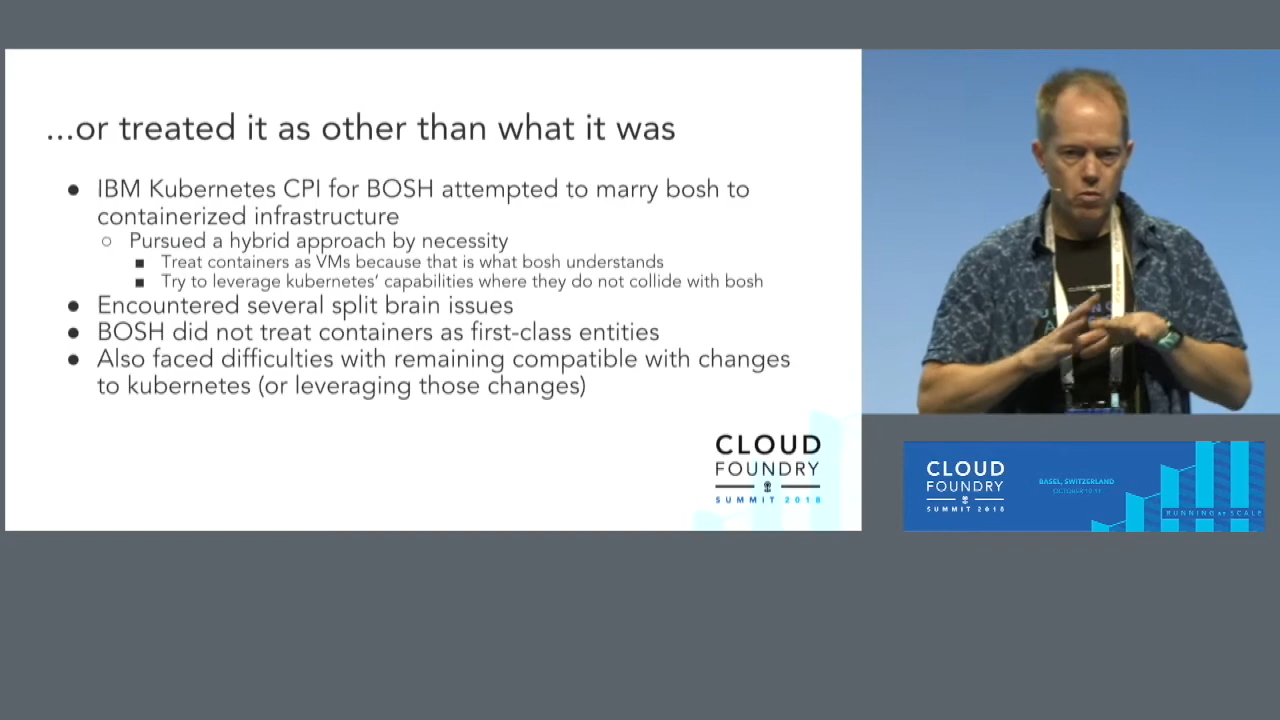 ...or treated it as other than what it was
● IBM Kubernetes CPI for BOSH attempted to marry bosh to
containerized infrastructure
○ Pursued a hybrid approach by necessity
■ Treat containers as VMs because that is what bosh understands
■ Try to leverage kubernetes' capabilities where they do not collide with bosh
● Encountered several split brain issues
● BOSH did not treat containers as first-class entities
● Also faced difficulties with remaining compatible with changes
to kubernetes (or leveraging those changes)
CLOUD
FOUNDRY
SUMMIT 2018
CLOUD
FOUNDRY
SUMMIT 2018
BASEL, SWITZERLAND
OCTOBER 10-11
RUNNING AT SCALE